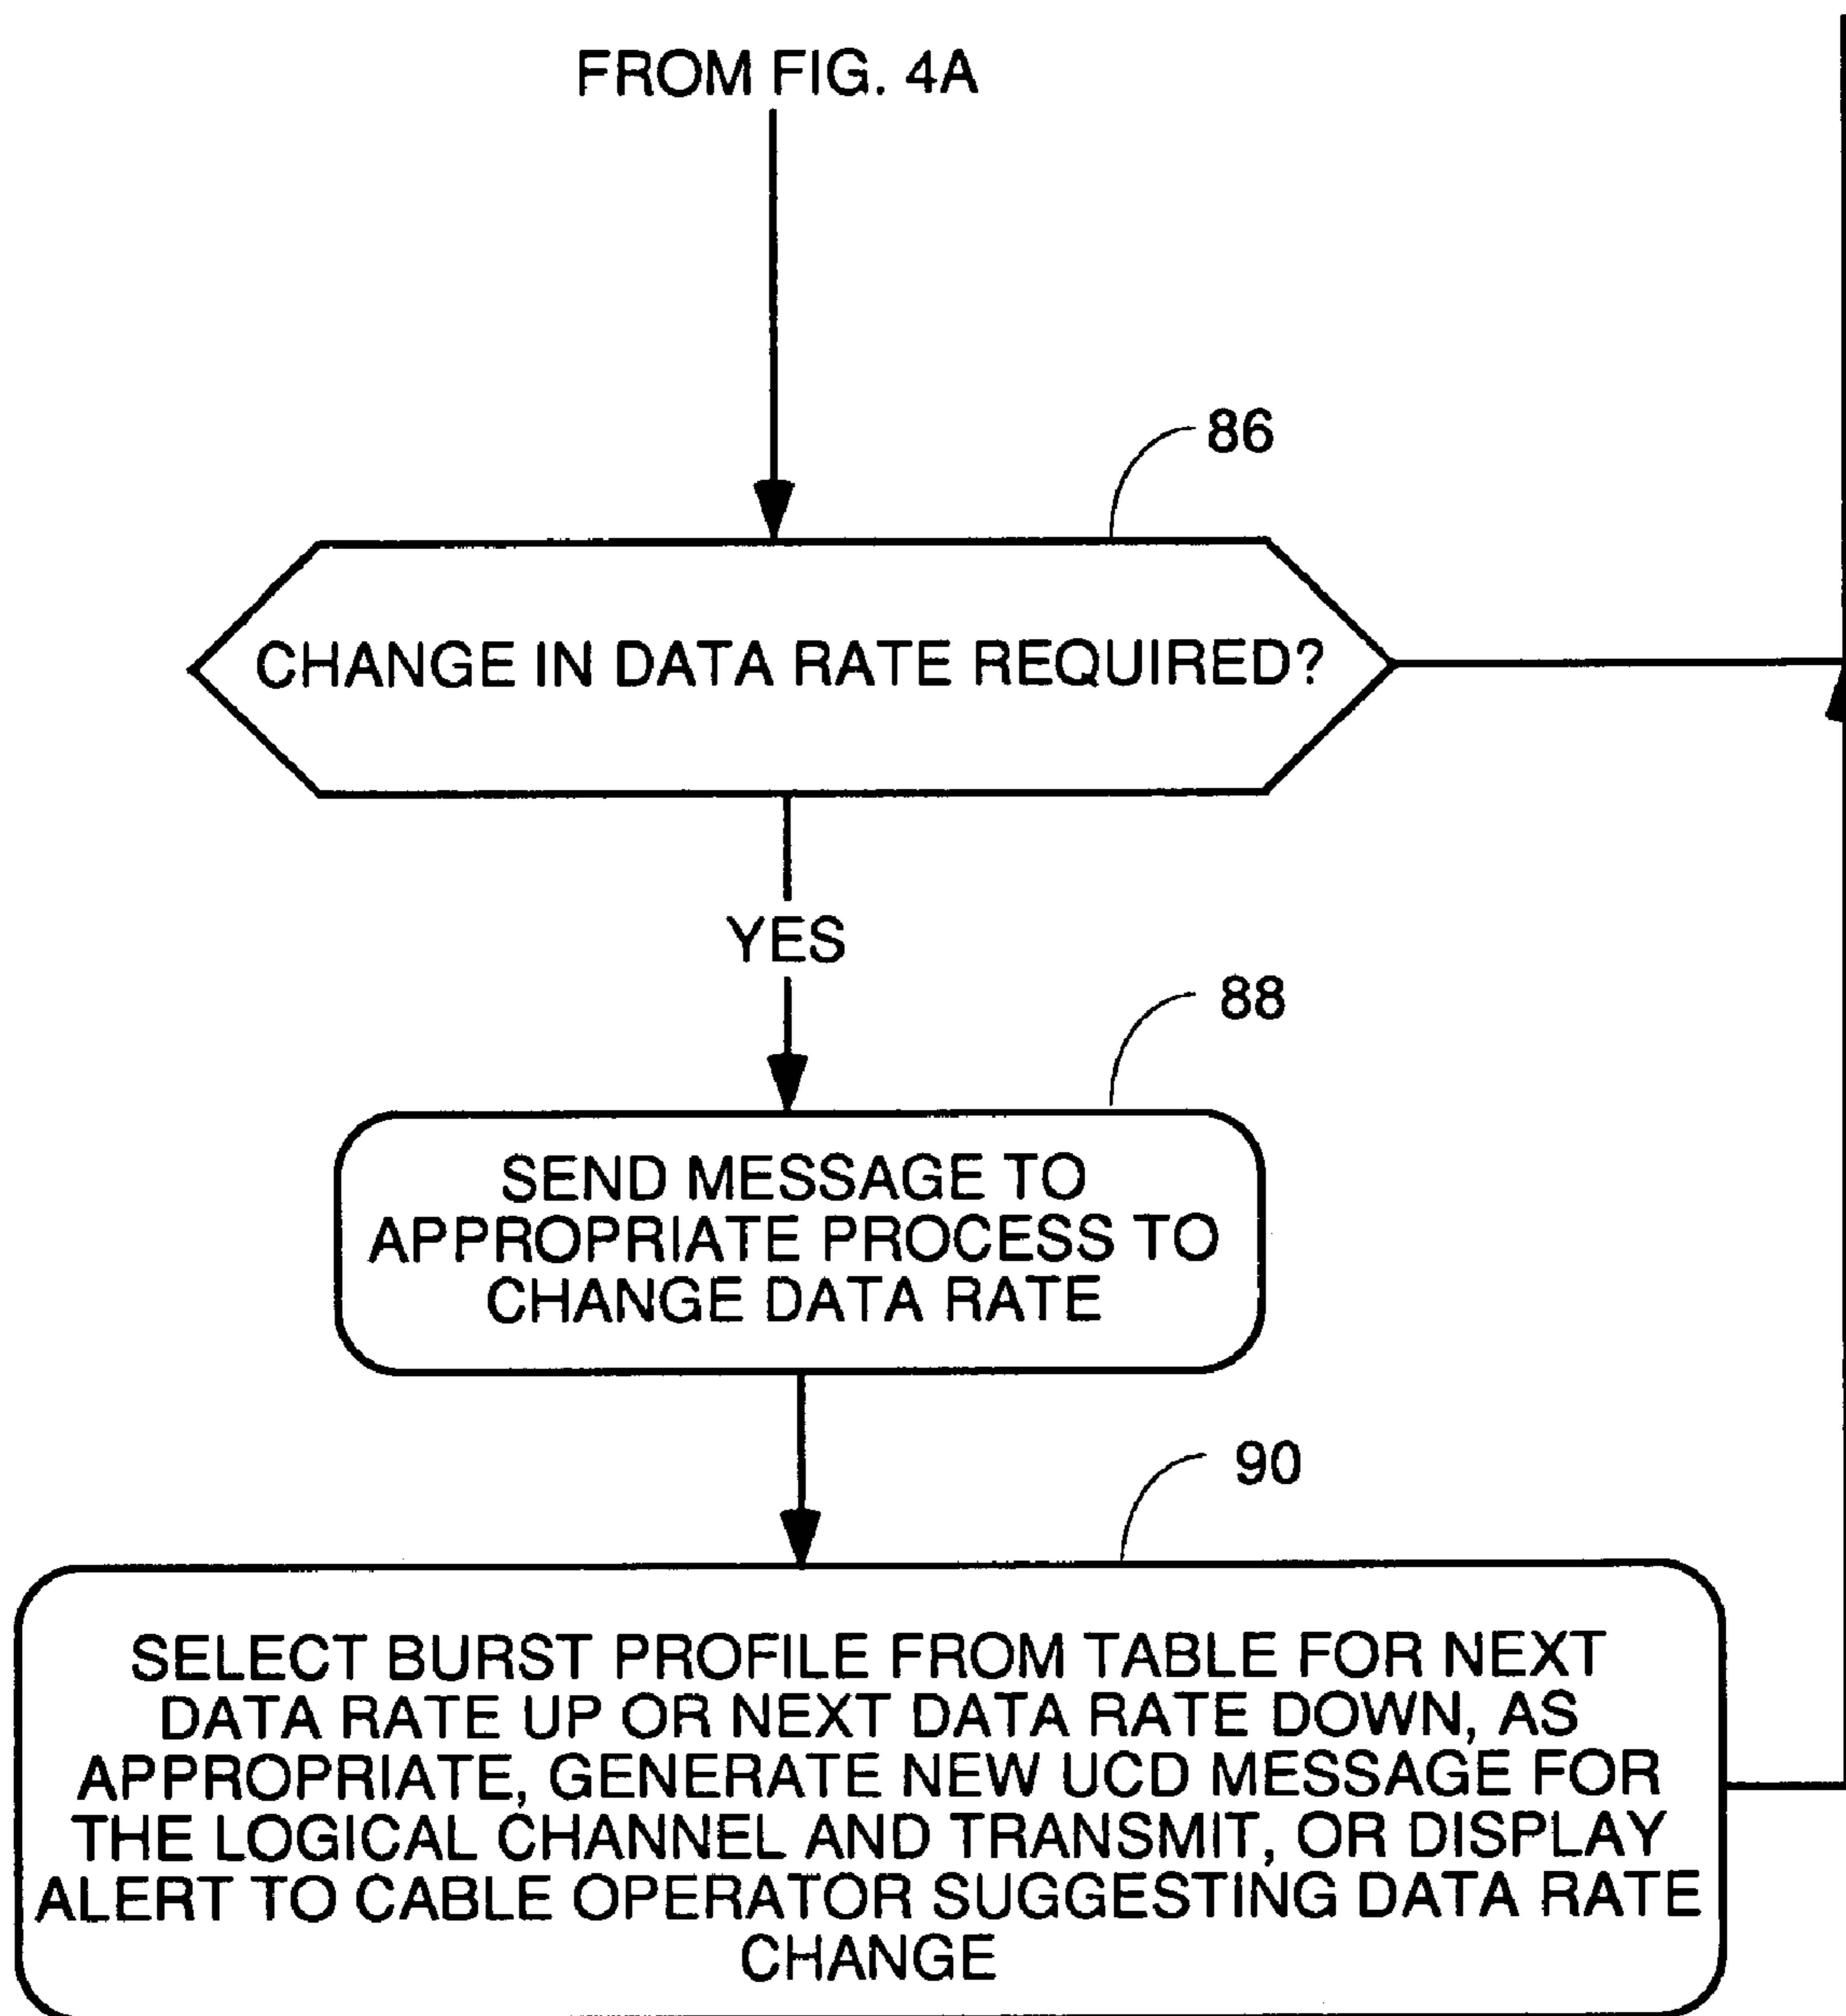 FROM FIG. 4A
86
CHANGE IN DATA RATE REQUIRED?
YES
88
SEND MESSAGE TO
APPROPRIATE PROCESS TO
CHANGE DATA RATE
90
SELECT BURST PROFILE FROM TABLE FOR NEXT
DATA RATE UP OR NEXT DATA RATE DOWN, AS
APPROPRIATE, GENERATE NEW UCD MESSAGE FOR
THE LOGICAL CHANNEL AND TRANSMIT, OR DISPLAY
ALERT TO CABLE OPERATOR SUGGESTING DATA RATE
CHANGE